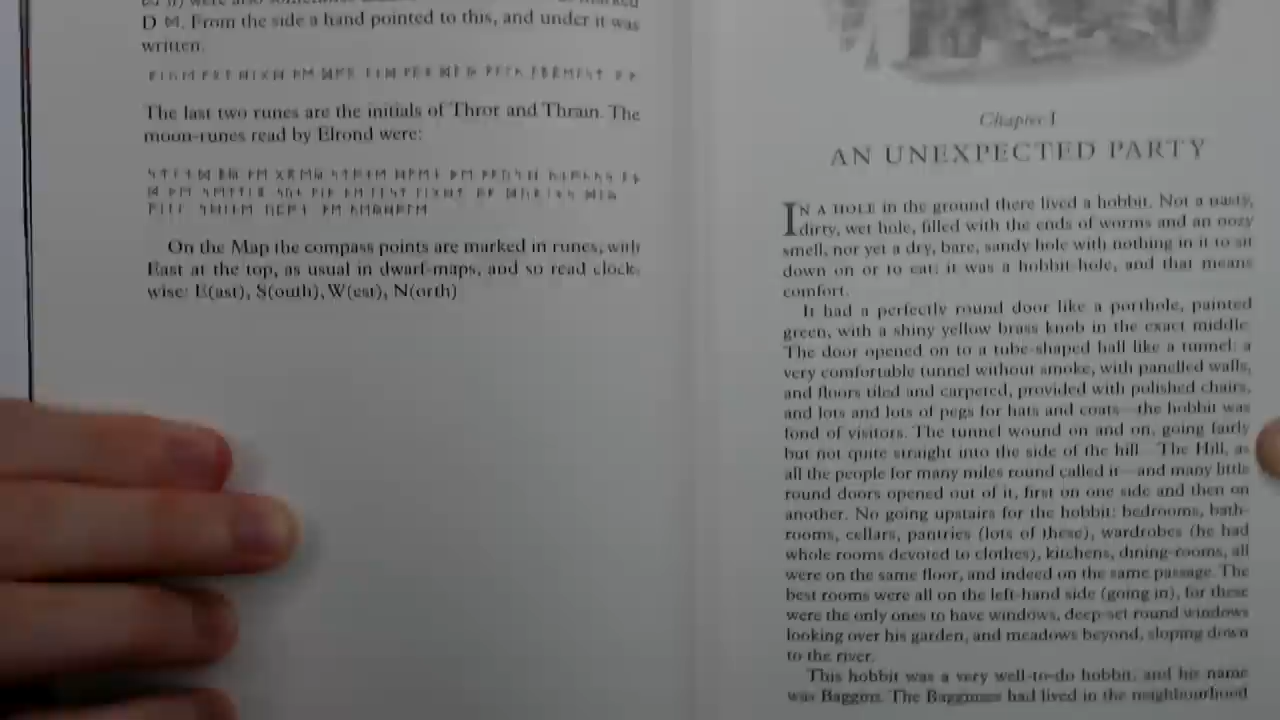 D ᛞ. From the side a hand pointed to this, and under it was
written.
The last two runes are the initials of Thror and Thrain. The
moon-runes read by Elrond were:
On the Map the compass points are marked in runes, with
East at the top, as usual in dwarf-maps, and so read clock-
wise: E(ast), S(outh), W(est), N(orth)
Chapter I
AN UNEXPECTED PARTY
IN A HOLE in the ground there lived a hobbit. Not a nasty,
dirty, wet hole, filled with the ends of worms and an oozy
smell, nor yet a dry, bare, sandy hole with nothing in it to sit
down on or to eat: it was a hobbit-hole, and that means
comfort.
It had a perfectly round door like a porthole, painted
green, with a shiny yellow brass knob in the exact middle.
The door opened on to a tube-shaped hall like a tunnel: a
very comfortable tunnel without smoke, with panelled walls,
and floors tiled and carpeted, provided with polished chairs,
and lots and lots of pegs for hats and coats—the hobbit was
fond of visitors. The tunnel wound on and on, going fairly
but not quite straight into the side of the hill—The Hill, as
all the people for many miles round called it—and many little
round doors opened out of it, first on one side and then on
another. No going upstairs for the hobbit: bedrooms, bath-
rooms, cellars, pantries (lots of these), wardrobes (he had
whole rooms devoted to clothes), kitchens, dining-rooms, all
were on the same floor, and indeed on the same passage. The
best rooms were all on the left-hand side (going in), for these
were the only ones to have windows, deep-set round windows
looking over his garden, and meadows beyond, sloping down
to the river.
This hobbit was a very well-to-do hobbit, and his name
was Baggins. The Bagginses had lived in the neighbourhood